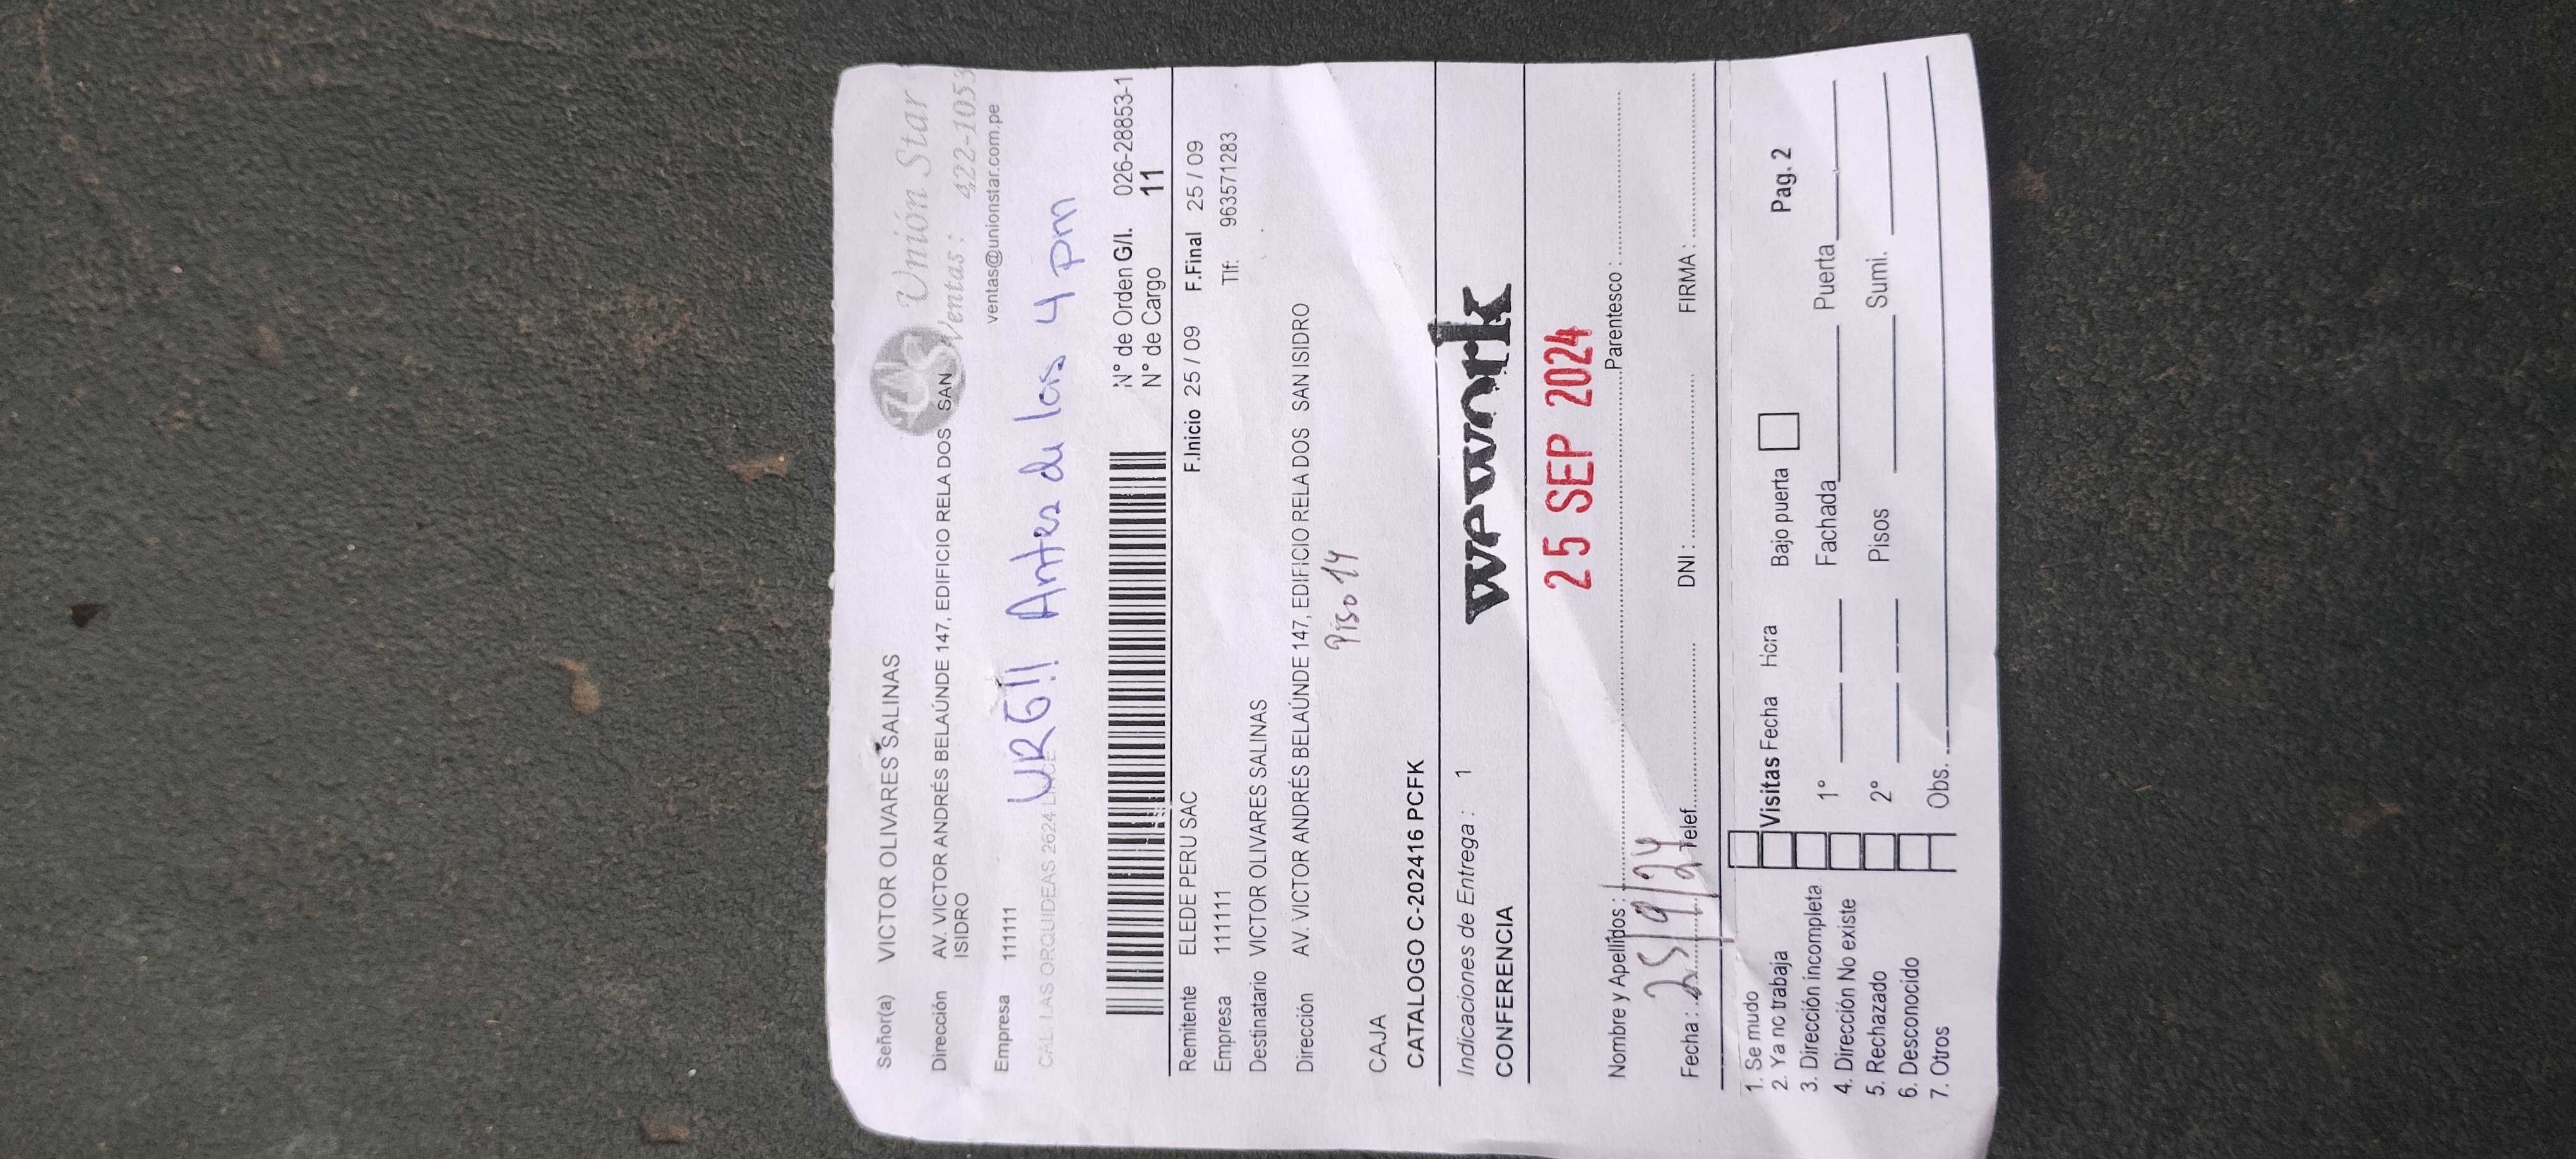 Señor(a) VICTOR OLIVARES SALINAS
Unión Star
Dirección AV. VICTOR ANDRÉS BELAÚNDE 147, EDIFICIO RELA DOS SAN
ISIDRO
Ventas: 422-1053
Empresa 111111
ventas@unionstar.com.pe
CAL. LAS ORQUIDEAS 2624 LINCE
URG!! Antes de las 4 pm
N° de Orden G/I. 026-28853-1
N° de Cargo 11
Remitente ELEDE PERU SAC F.Inicio 25 / 09 F.Final 25 / 09
Empresa 111111 Tlf: 963571283
Destinatario VICTOR OLIVARES SALINAS
Dirección AV. VICTOR ANDRÉS BELAÚNDE 147, EDIFICIO RELA DOS SAN ISIDRO
Piso 14
CAJA
CATALOGO C-202416 PCFK
Indicaciones de Entrega : 1
wework
CONFERENCIA
25 SEP 2024
Nombre y Apellidos : Parentesco :
Fecha : 25/9/24 Telef. DNI : FIRMA :
1. Se mudo
2. Ya no trabaja Visitas Fecha Hora Bajo puerta Pag. 2
3. Dirección incompleta 1° Fachada Puerta
4. Dirección No existe
5. Rechazado 2° Pisos Sumi.
6. Desconocido
7. Otros Obs.